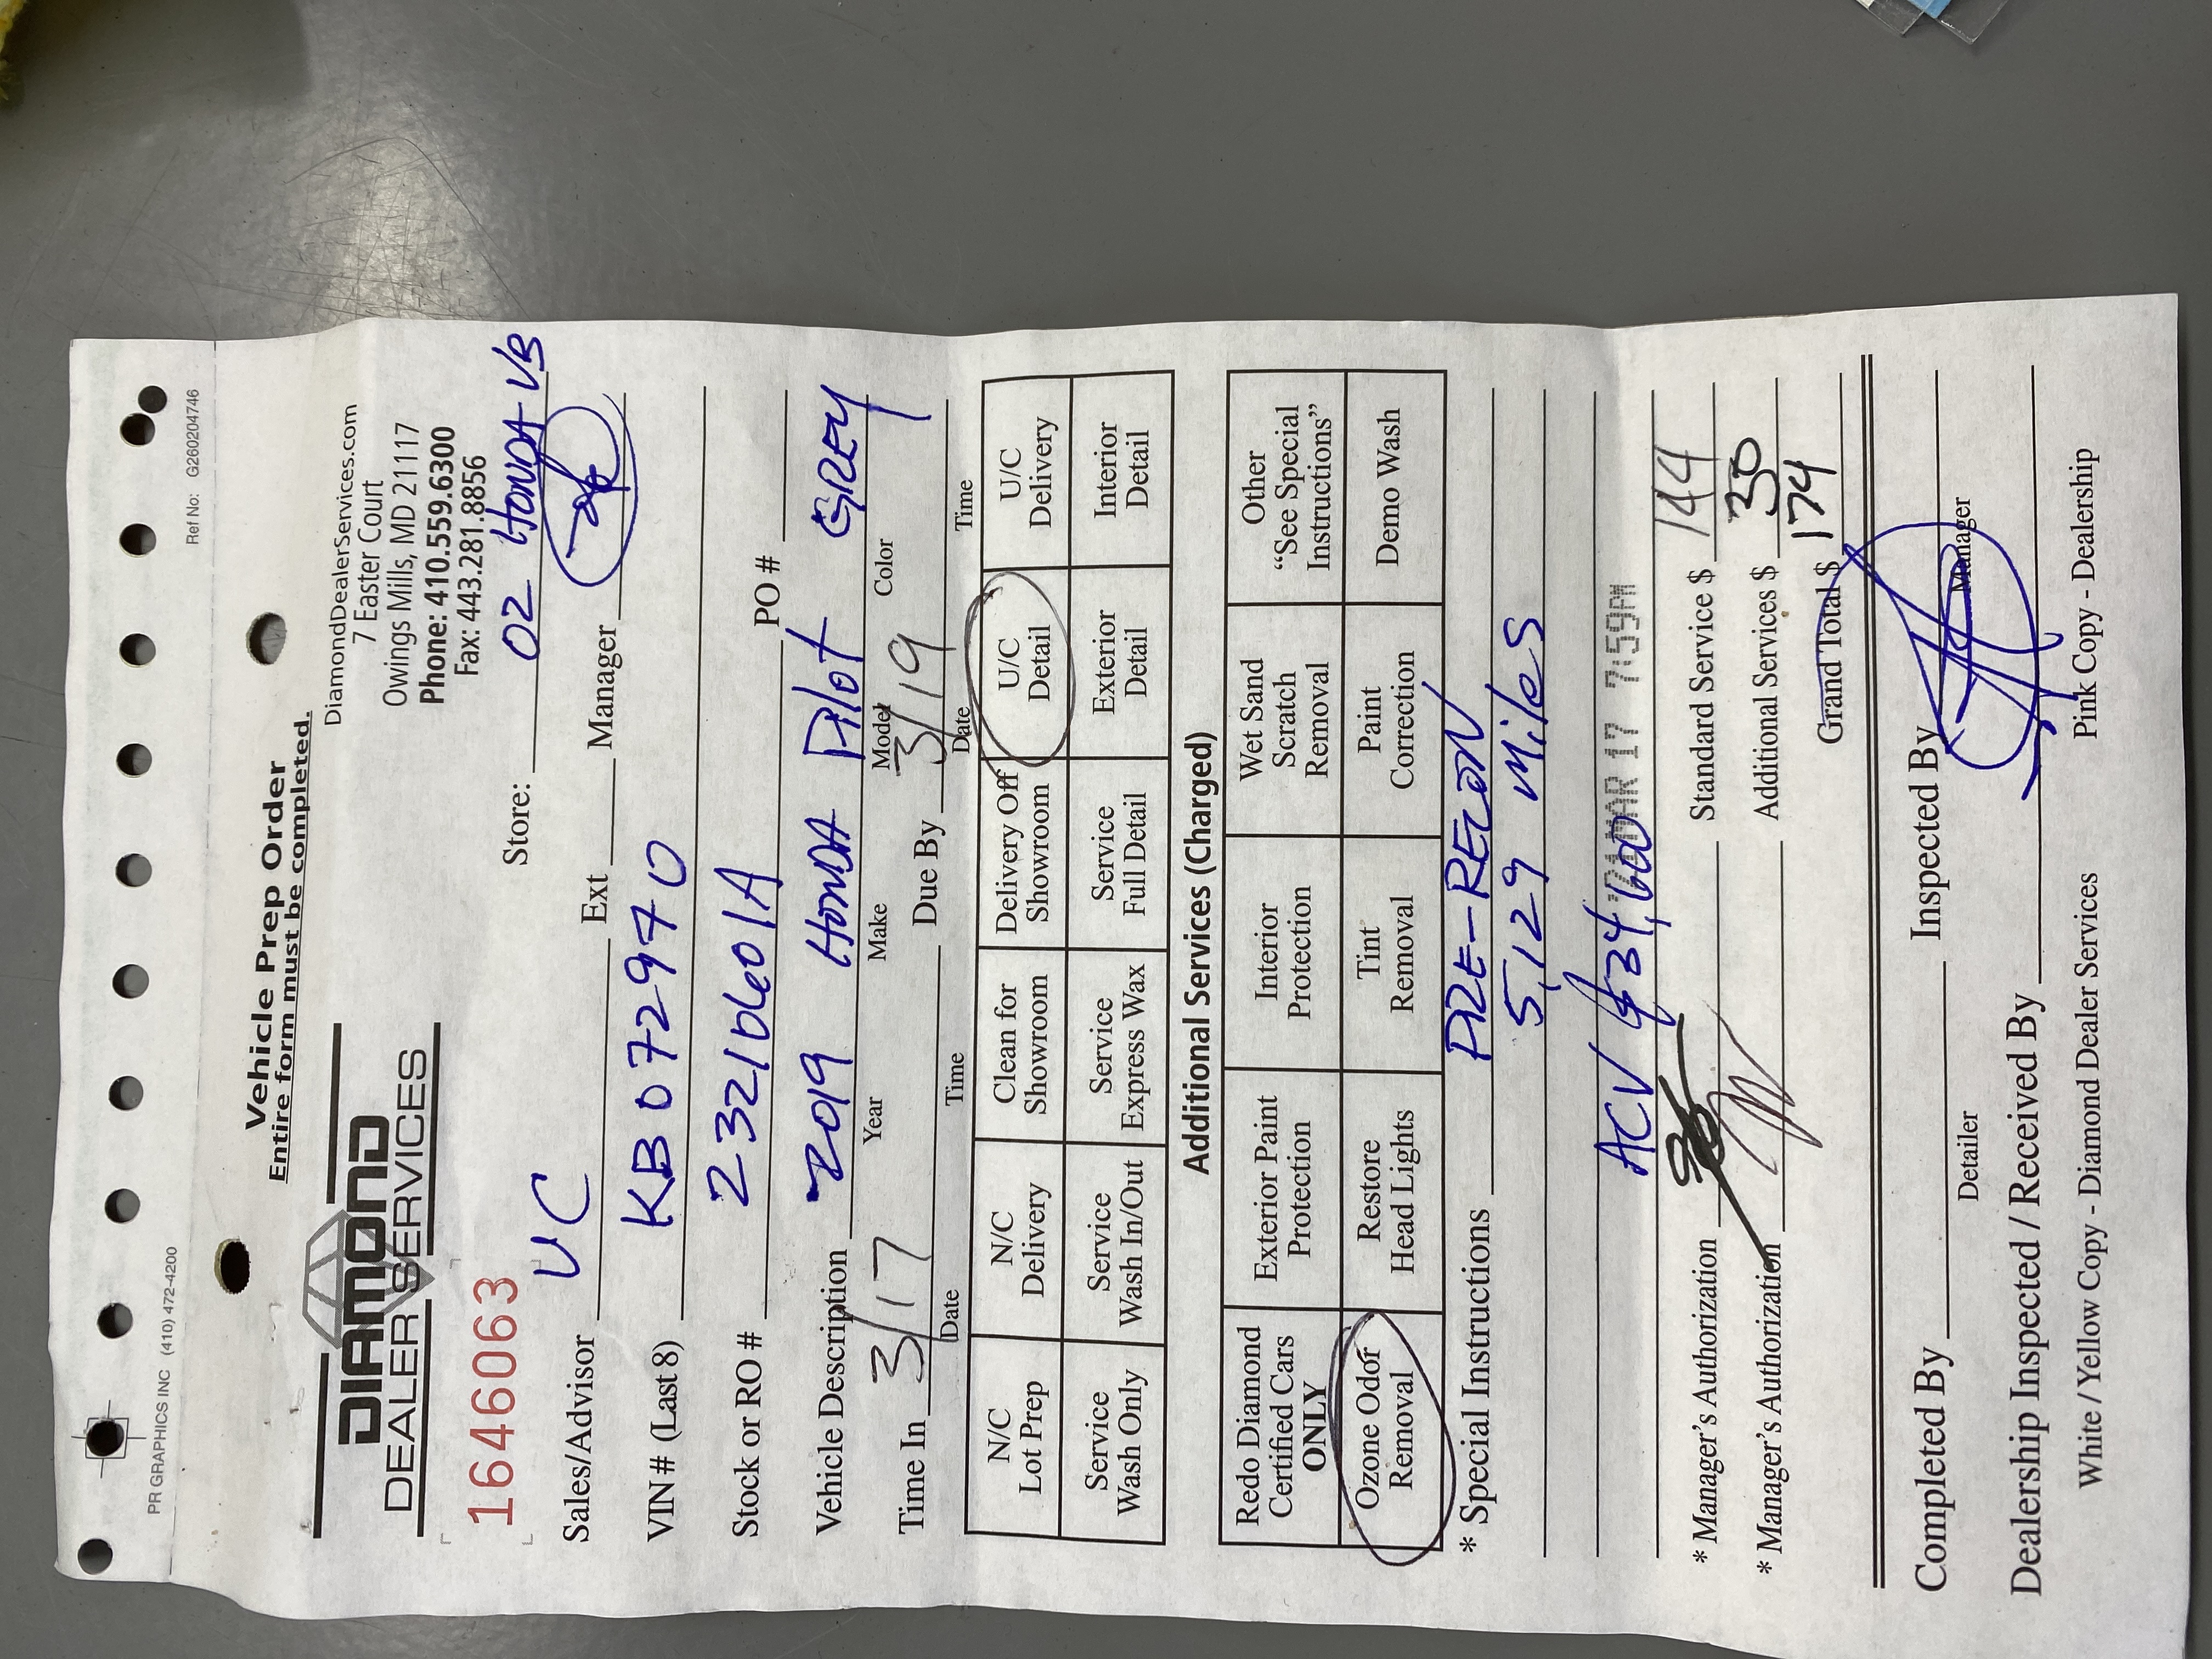 PR GRAPHICS INC (410) 472-4200
Ref No: G260204746
Vehicle Prep Order
Entire form must be completed.
DIAMOND
DEALER SERVICES
DiamondDealerServices.com
7 Easter Court
Owings Mills, MD 21117
Phone: 410.559.6300
Fax: 443.281.8856
1646063
Store: 02 HONDA VB
Sales/Advisor UC Ext Manager
VIN # (Last 8) KB072970
Stock or RO # 23210601A PO #
Vehicle Description 2019 HONDA Pilot GREY
Year Make Model Color
Time In 3/17 Due By 3/19
Date Time Date Time
N/C Lot Prep
N/C Delivery
Clean for Showroom
Delivery Off Showroom
U/C Detail
U/C Delivery
Service Wash Only
Service Wash In/Out
Service Express Wax
Service Full Detail
Exterior Detail
Interior Detail
Additional Services (Charged)
Redo Diamond Certified Cars ONLY
Exterior Paint Protection
Interior Protection
Wet Sand Scratch Removal
Other “See Special Instructions”
Ozone Odor Removal
Restore Head Lights
Tint Removal
Paint Correction
Demo Wash
* Special Instructions PRE-RECON
5,129 Miles
MAR 17 7:59PM
ACV $34,600
* Manager's Authorization Standard Service $ 144
* Manager's Authorization Additional Services $ 30
Grand Total $ 174
Completed By Inspected By
Detailer Manager
Dealership Inspected / Received By
White / Yellow Copy - Diamond Dealer Services Pink Copy - Dealership